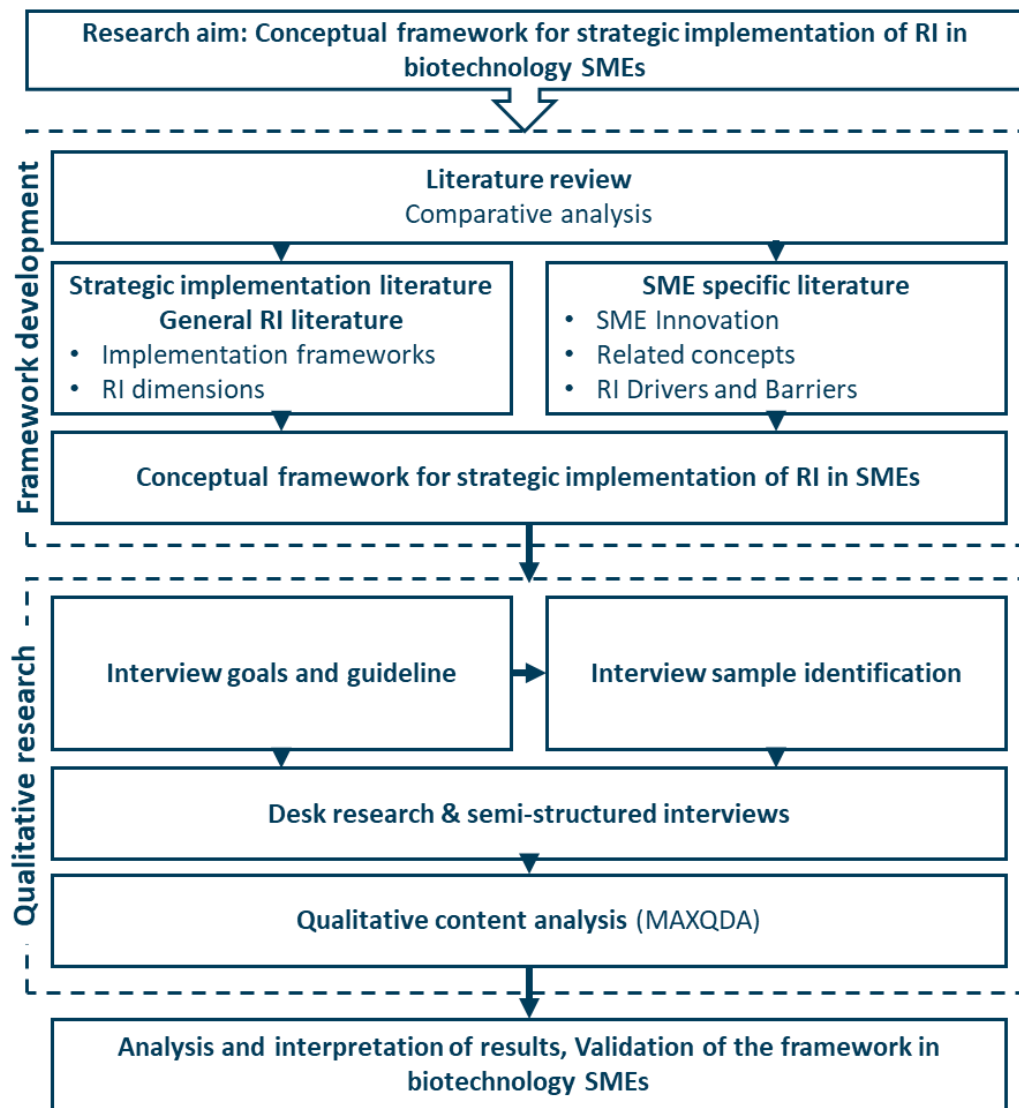 Research aim: Conceptual framework for strategic implementation of RI in
biotechnology SMEs
Framework development
Literature review
Comparative analysis
Strategic implementation literature
General RI literature
• Implementation frameworks
• RI dimensions
SME specific literature
• SME Innovation
• Related concepts
• RI Drivers and Barriers
Conceptual framework for strategic implementation of RI in SMEs
Qualitative research
Interview goals and guideline
Interview sample identification
Desk research & semi-structured interviews
Qualitative content analysis (MAXQDA)
Analysis and interpretation of results, Validation of the framework in
biotechnology SMEs